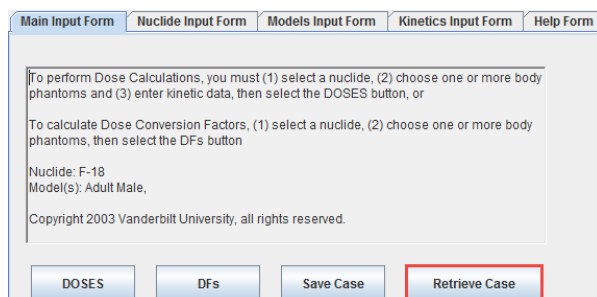 Main Input Form Nuclide Input Form Models Input Form Kinetics Input Form Help Form
To perform Dose Calculations, you must (1) select a nuclide, (2) choose one or more body
phantoms and (3) enter kinetic data, then select the DOSES button, or
To calculate Dose Conversion Factors, (1) select a nuclide, (2) choose one or more body
phantoms, then select the DFs button
Nuclide: F-18
Model(s): Adult Male,
Copyright 2003 Vanderbilt University, all rights reserved.
DOSES DFs Save Case Retrieve Case